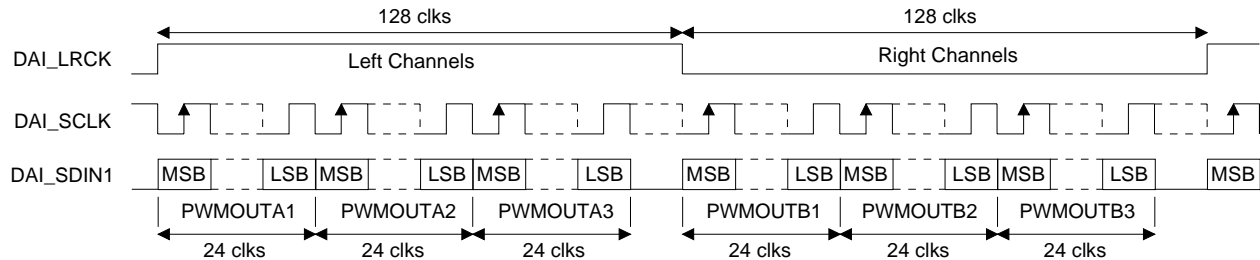 128 clks 128 clks
DAI_LRCK Left Channels Right Channels
DAI_SCLK
DAI_SDIN1 MSB LSB MSB LSB MSB LSB MSB LSB MSB LSB MSB LSB MSB
PWMOUTA1 PWMOUTA2 PWMOUTA3 PWMOUTB1 PWMOUTB2 PWMOUTB3
24 clks 24 clks 24 clks 24 clks 24 clks 24 clks